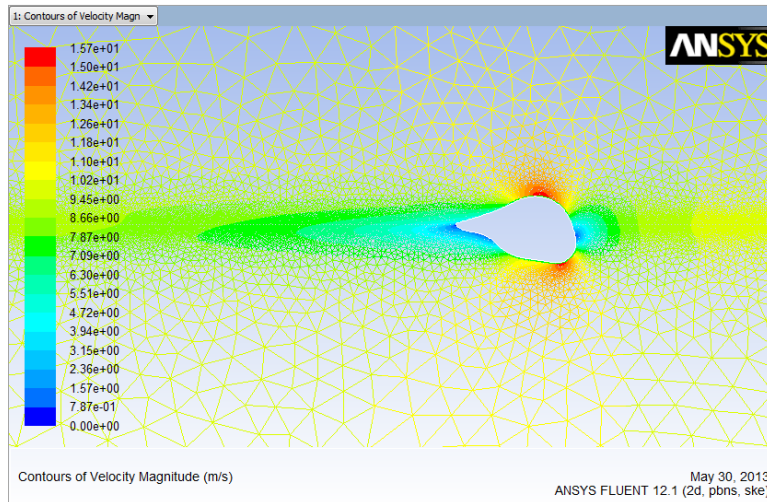 1: Contours of Velocity Magn
ANSYS
1.57e+01
1.50e+01
1.42e+01
1.34e+01
1.26e+01
1.18e+01
1.10e+01
1.02e+01
9.45e+00
8.66e+00
7.87e+00
7.09e+00
6.30e+00
5.51e+00
4.72e+00
3.94e+00
3.15e+00
2.36e+00
1.57e+00
7.87e-01
0.00e+00
Contours of Velocity Magnitude (m/s)
May 30, 2013
ANSYS FLUENT 12.1 (2d, pbns, ske)